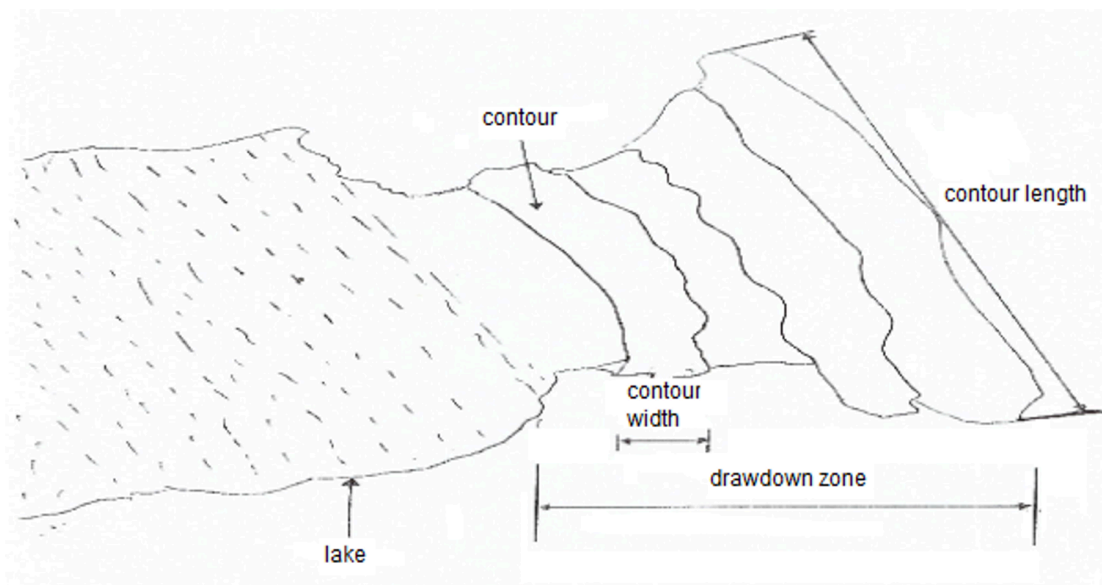 contour
contour length
contour
width
drawdown zone
lake